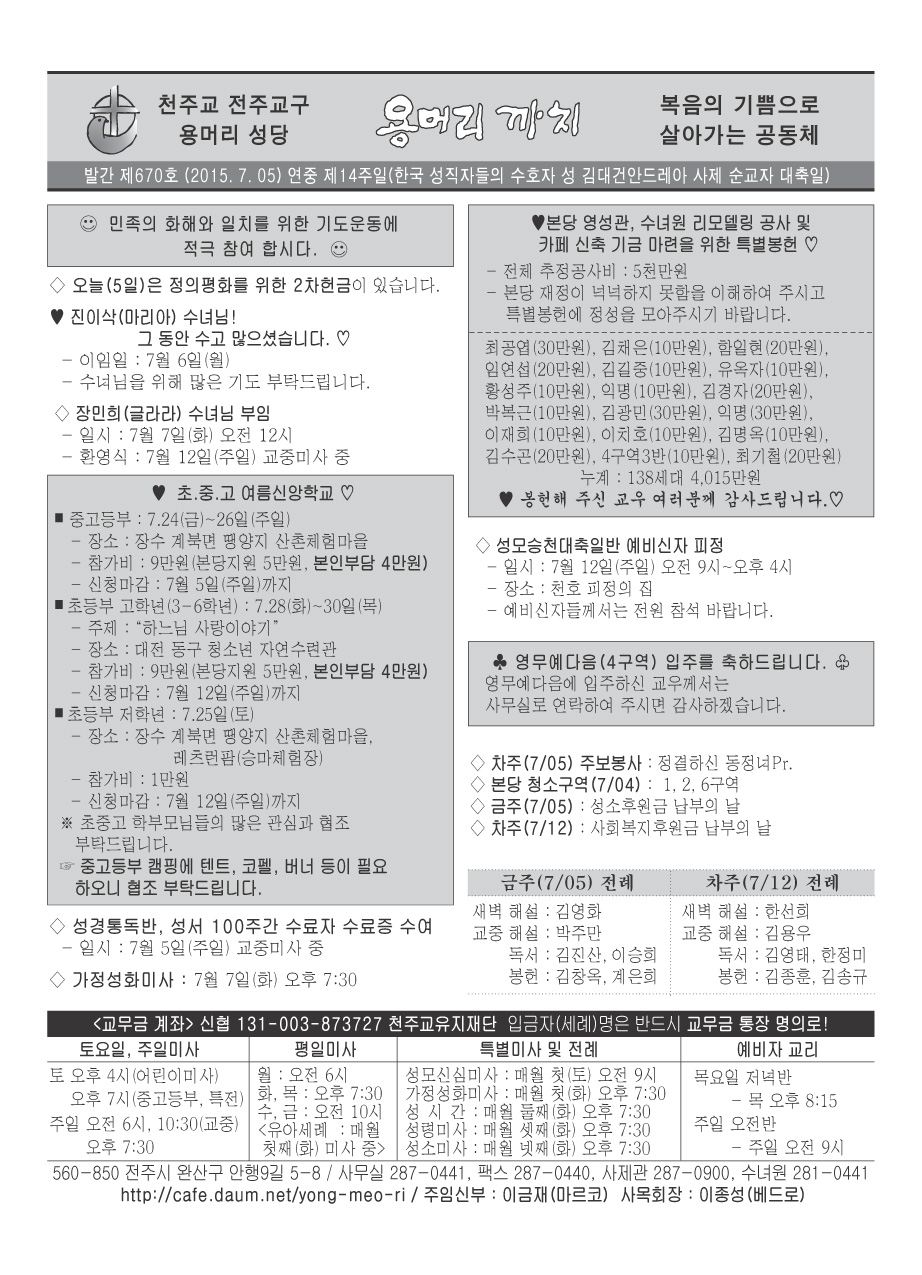 천주교 전주교구
용머리 성당
용머리 까치
복음의 기쁨으로
살아가는 공동체
발간 제670호 (2015. 7. 05) 연중 제14주일(한국 성직자들의 수호자 성 김대건안드레아 사제 순교자 대축일)
☺ 민족의 화해와 일치를 위한 기도운동에
적극 참여 합시다. ☺
◇ 오늘(5일)은 정의평화를 위한 2차헌금이 있습니다.
♥ 진이삭(마리아) 수녀님!
그 동안 수고 많으셨습니다. ♡
- 이임일 : 7월 6일(월)
- 수녀님을 위해 많은 기도 부탁드립니다.
◇ 장민희(글라라) 수녀님 부임
- 일시 : 7월 7일(화) 오전 12시
- 환영식 : 7월 12일(주일) 교중미사 중
♥ 초.중.고 여름신앙학교 ♡
■ 중고등부 : 7.24(금)~26일(주일)
- 장소 : 장수 계북면 팽양지 산촌체험마을
- 참가비 : 9만원(본당지원 5만원, 본인부담 4만원)
- 신청마감 : 7월 5일(주일)까지
■ 초등부 고학년(3-6학년) : 7.28(화)~30일(목)
- 주제 : “하느님 사랑이야기”
- 장소 : 대전 동구 청소년 자연수련관
- 참가비 : 9만원(본당지원 5만원, 본인부담 4만원)
- 신청마감 : 7월 12일(주일)까지
■ 초등부 저학년 : 7.25일(토)
- 장소 : 장수 계북면 팽양지 산촌체험마을,
레츠런팜(승마체험장)
- 참가비 : 1만원
- 신청마감 : 7월 12일(주일)까지
※ 초중고 학부모님들의 많은 관심과 협조
부탁드립니다.
☞ 중고등부 캠핑에 텐트, 코펠, 버너 등이 필요
하오니 협조 부탁드립니다.
◇ 성경통독반, 성서 100주간 수료자 수료증 수여
- 일시 : 7월 5일(주일) 교중미사 중
◇ 가정성화미사 : 7월 7일(화) 오후 7:30
♥본당 영성관, 수녀원 리모델링 공사 및
카페 신축 기금 마련을 위한 특별봉헌 ♡
- 전체 추정공사비 : 5천만원
- 본당 재정이 넉넉하지 못함을 이해하여 주시고
특별봉헌에 정성을 모아주시기 바랍니다.
최공엽(30만원), 김채은(10만원), 함일현(20만원),
임연섭(20만원), 김길중(10만원), 유옥자(10만원),
황성주(10만원), 익명(10만원), 김경자(20만원),
박복근(10만원), 김광민(30만원), 익명(30만원),
이재희(10만원), 이치호(10만원), 김명옥(10만원),
김수곤(20만원), 4구역3반(10만원), 최기철(20만원)
누계 : 138세대 4,015만원
♥ 봉헌해 주신 교우 여러분께 감사드립니다.♡
◇ 성모승천대축일반 예비신자 피정
- 일시 : 7월 12일(주일) 오전 9시~오후 4시
- 장소 : 천호 피정의 집
- 예비신자들께서는 전원 참석 바랍니다.
♣ 영무예다음(4구역) 입주를 축하드립니다. ♧
영무예다음에 입주하신 교우께서는
사무실로 연락하여 주시면 감사하겠습니다.
◇ 차주(7/05) 주보봉사 : 정결하신 동정녀Pr.
◇ 본당 청소구역(7/04) : 1, 2, 6구역
◇ 금주(7/05) : 성소후원금 납부의 날
◇ 차주(7/12) : 사회복지후원금 납부의 날
금주(7/05) 전례
새벽 해설 : 김영화
교중 해설 : 박주만
독서 : 김진산, 이승희
봉헌 : 김창옥, 계은희
차주(7/12) 전례
새벽 해설 : 한선희
교중 해설 : 김용우
독서 : 김영태, 한정미
봉헌 : 김종훈, 김송규
<교무금 계좌> 신협 131-003-873727 천주교유지재단 입금자(세례)명은 반드시 교무금 통장 명의로!
토요일, 주일미사
토 오후 4시(어린이미사)
오후 7시(중고등부, 특전)
주일 오전 6시, 10:30(교중)
오후 7:30
평일미사
월 : 오전 6시
화, 목 : 오후 7:30
수, 금 : 오전 10시
<유아세례 : 매월
첫째(화) 미사 중>
특별미사 및 전례
성모신심미사 : 매월 첫(토) 오전 9시
가정성화미사 : 매월 첫(화) 오후 7:30
성 시 간 : 매월 둘째(화) 오후 7:30
성령미사 : 매월 셋째(화) 오후 7:30
성소미사 : 매월 넷째(화) 오후 7:30
예비자 교리
목요일 저녁반
- 목 오후 8:15
주일 오전반
- 주일 오전 9시
560-850 전주시 완산구 안행9길 5-8 / 사무실 287-0441, 팩스 287-0440, 사제관 287-0900, 수녀원 281-0441
http://cafe.daum.net/yong-meo-ri / 주임신부 : 이금재(마르코) 사목회장 : 이종성(베드로)